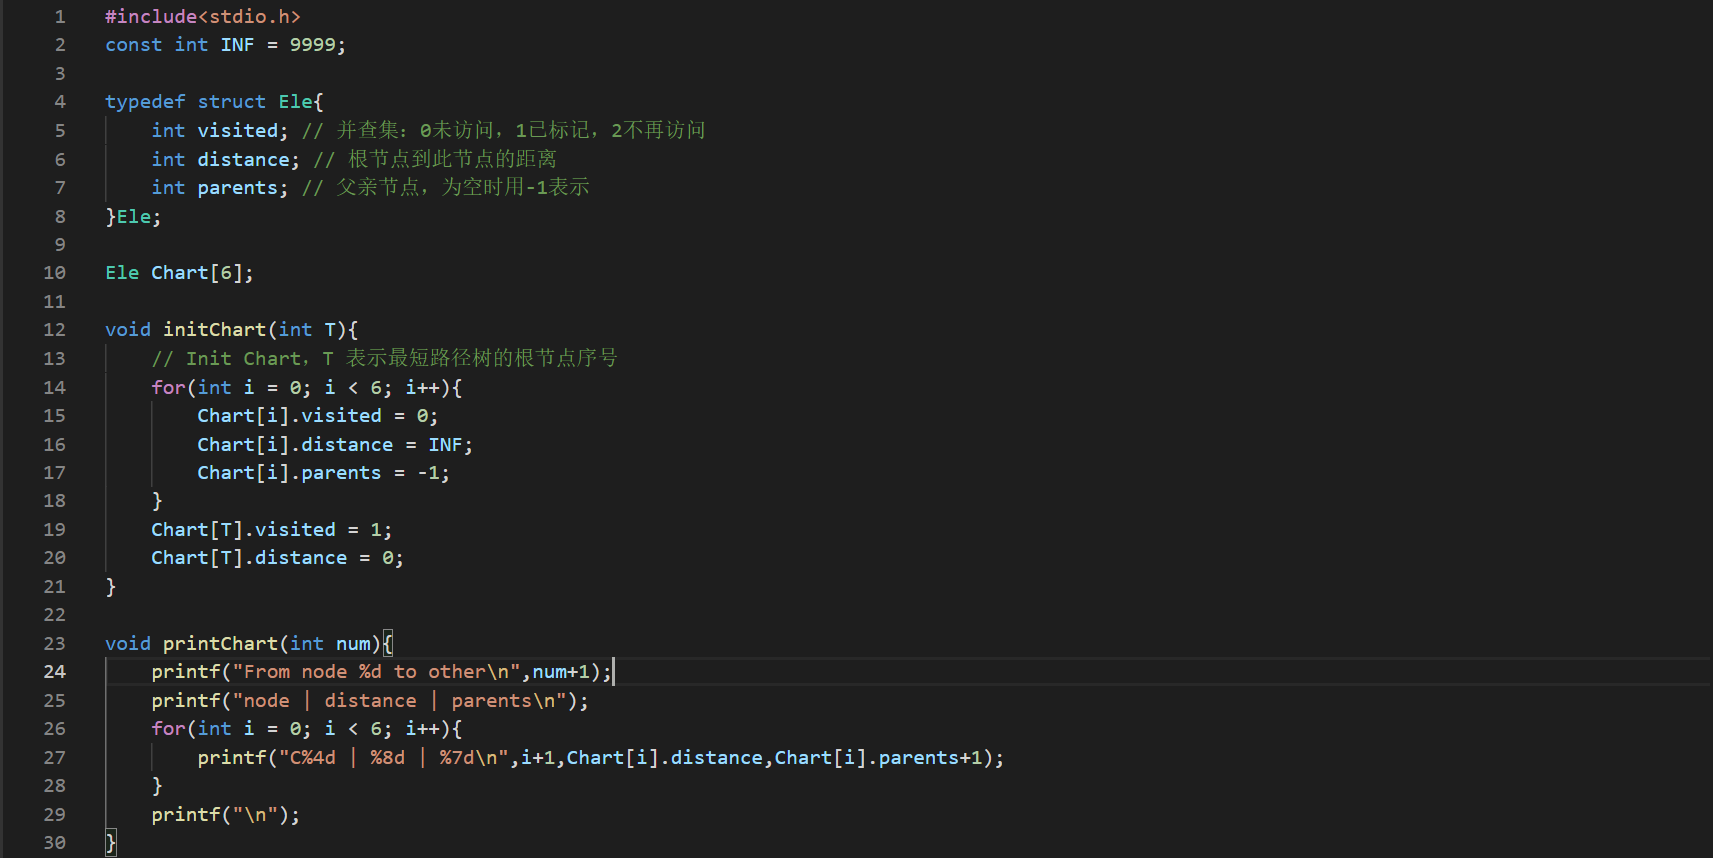 1 #include<stdio.h>
2 const int INF = 9999;
3
4 typedef struct Ele{
5     int visited; // 并查集：0未访问，1已标记，2不再访问
6     int distance; // 根节点到此节点的距离
7     int parents; // 父亲节点，为空时用-1表示
8 }Ele;
9
10 Ele Chart[6];
11
12 void initChart(int T){
13     // Init Chart，T 表示最短路径树的根节点序号
14     for(int i = 0; i < 6; i++){
15         Chart[i].visited = 0;
16         Chart[i].distance = INF;
17         Chart[i].parents = -1;
18     }
19     Chart[T].visited = 1;
20     Chart[T].distance = 0;
21 }
22
23 void printChart(int num){
24     printf("From node %d to other\n",num+1);
25     printf("node | distance | parents\n");
26     for(int i = 0; i < 6; i++){
27         printf("C%4d | %8d | %7d\n",i+1,Chart[i].distance,Chart[i].parents+1);
28     }
29     printf("\n");
30 }